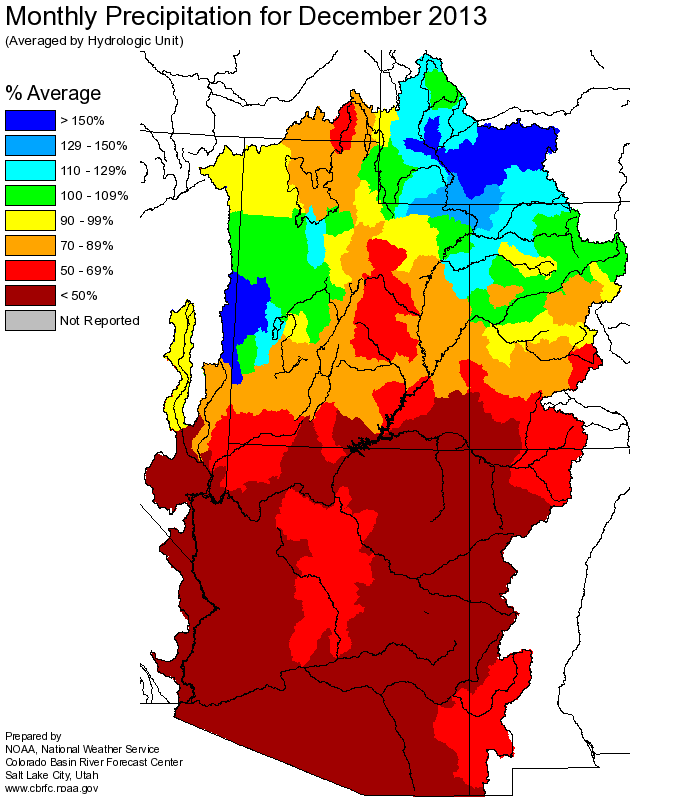 Monthly Precipitation for December 2013
(Averaged by Hydrologic Unit)
% Average
> 150%
129 - 150%
110 - 129%
100 - 109%
90 - 99%
70 - 89%
50 - 69%
< 50%
Not Reported
Prepared by
NOAA, National Weather Service
Colorado Basin River Forecast Center
Salt Lake City, Utah
www.cbrfc.noaa.gov